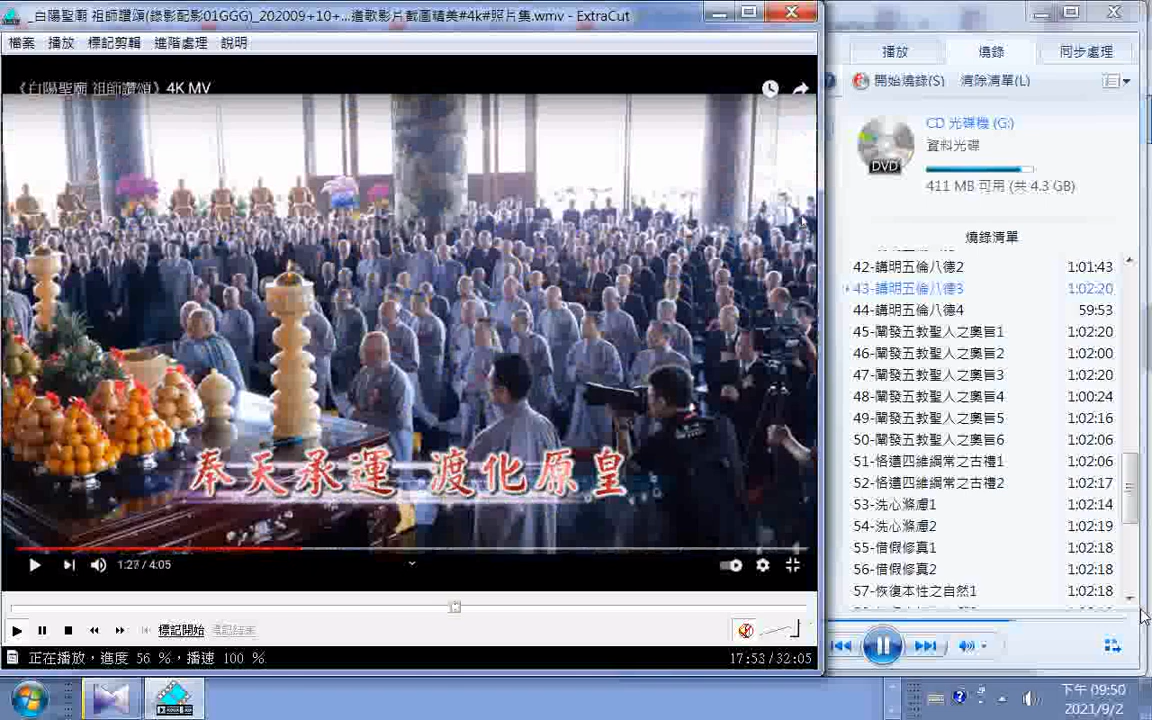 _白陽聖廟 祖師讚頌(錄影配影01GGG)_202009+10+...道歌影片截圖精美#4k#照片集.wmv - ExtraCut
檔案 播放 標記剪輯 進階處理 說明
《白陽聖廟 祖師讚頌》4K MV
奉天承運 渡化原皇
1:27 / 4:05
標記開始 標記結束
正在播放，進度 56 %，播速 100 %
17:53/32:05
播放 燒錄 同步處理
開始燒錄(S) 清除清單(L)
CD 光碟機 (G:)
資料光碟
DVD
411 MB 可用 (共 4.3 GB)
燒錄清單
42-講明五倫八德2 1:01:43
43-講明五倫八德3 1:02:20
44-講明五倫八德4 59:53
45-闡發五教聖人之奧旨1 1:02:20
46-闡發五教聖人之奧旨2 1:02:00
47-闡發五教聖人之奧旨3 1:02:20
48-闡發五教聖人之奧旨4 1:00:24
49-闡發五教聖人之奧旨5 1:02:16
50-闡發五教聖人之奧旨6 1:02:06
51-恪遵四維綱常之古禮1 1:02:06
52-恪遵四維綱常之古禮2 1:02:17
53-洗心滌慮1 1:02:14
54-洗心滌慮2 1:02:19
55-借假修真1 1:02:18
56-借假修真2 1:02:18
57-恢復本性之自然1 1:02:18
下午 09:50
2021/9/2